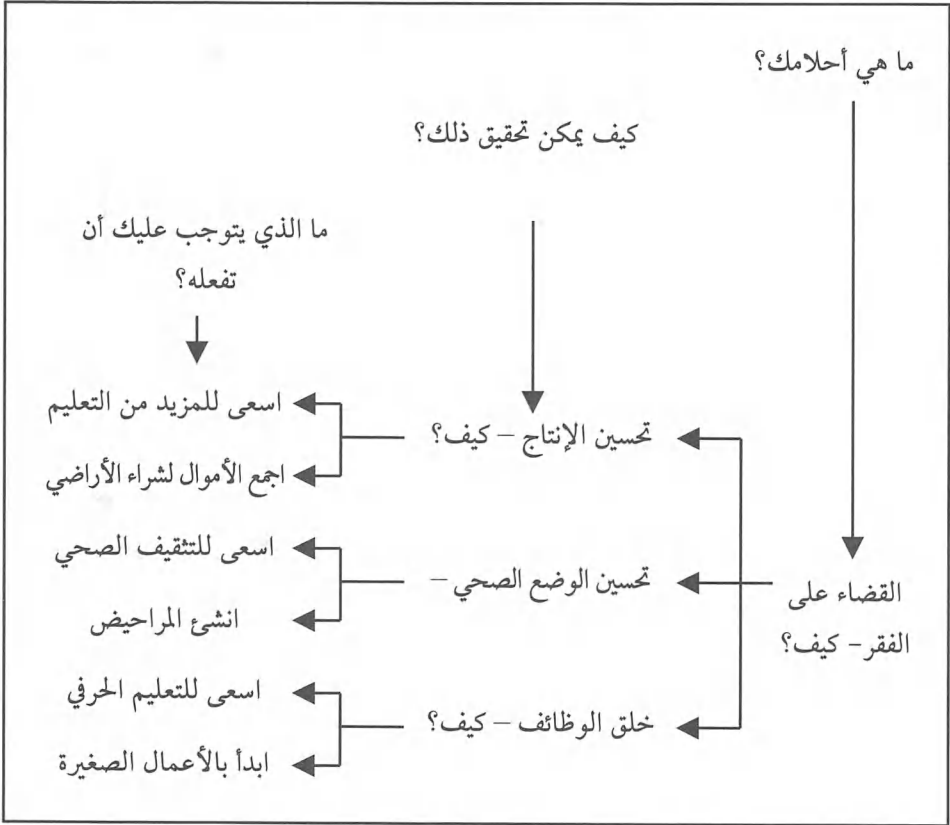 ما هي أحلامك؟
كيف يمكن تحقيق ذلك؟
ما الذي يتوجب عليك أن
تفعله؟
القضاء على
الفقر – كيف؟
تحسين الإنتاج – كيف؟
اسعى للمزيد من التعليم
اجمع الأموال لشراء الأراضي
تحسين الوضع الصحي –
اسعى للتثقيف الصحي
انشئ المراحيض
خلق الوظائف – كيف؟
اسعى للتعليم الحرفي
ابدأ بالأعمال الصغيرة